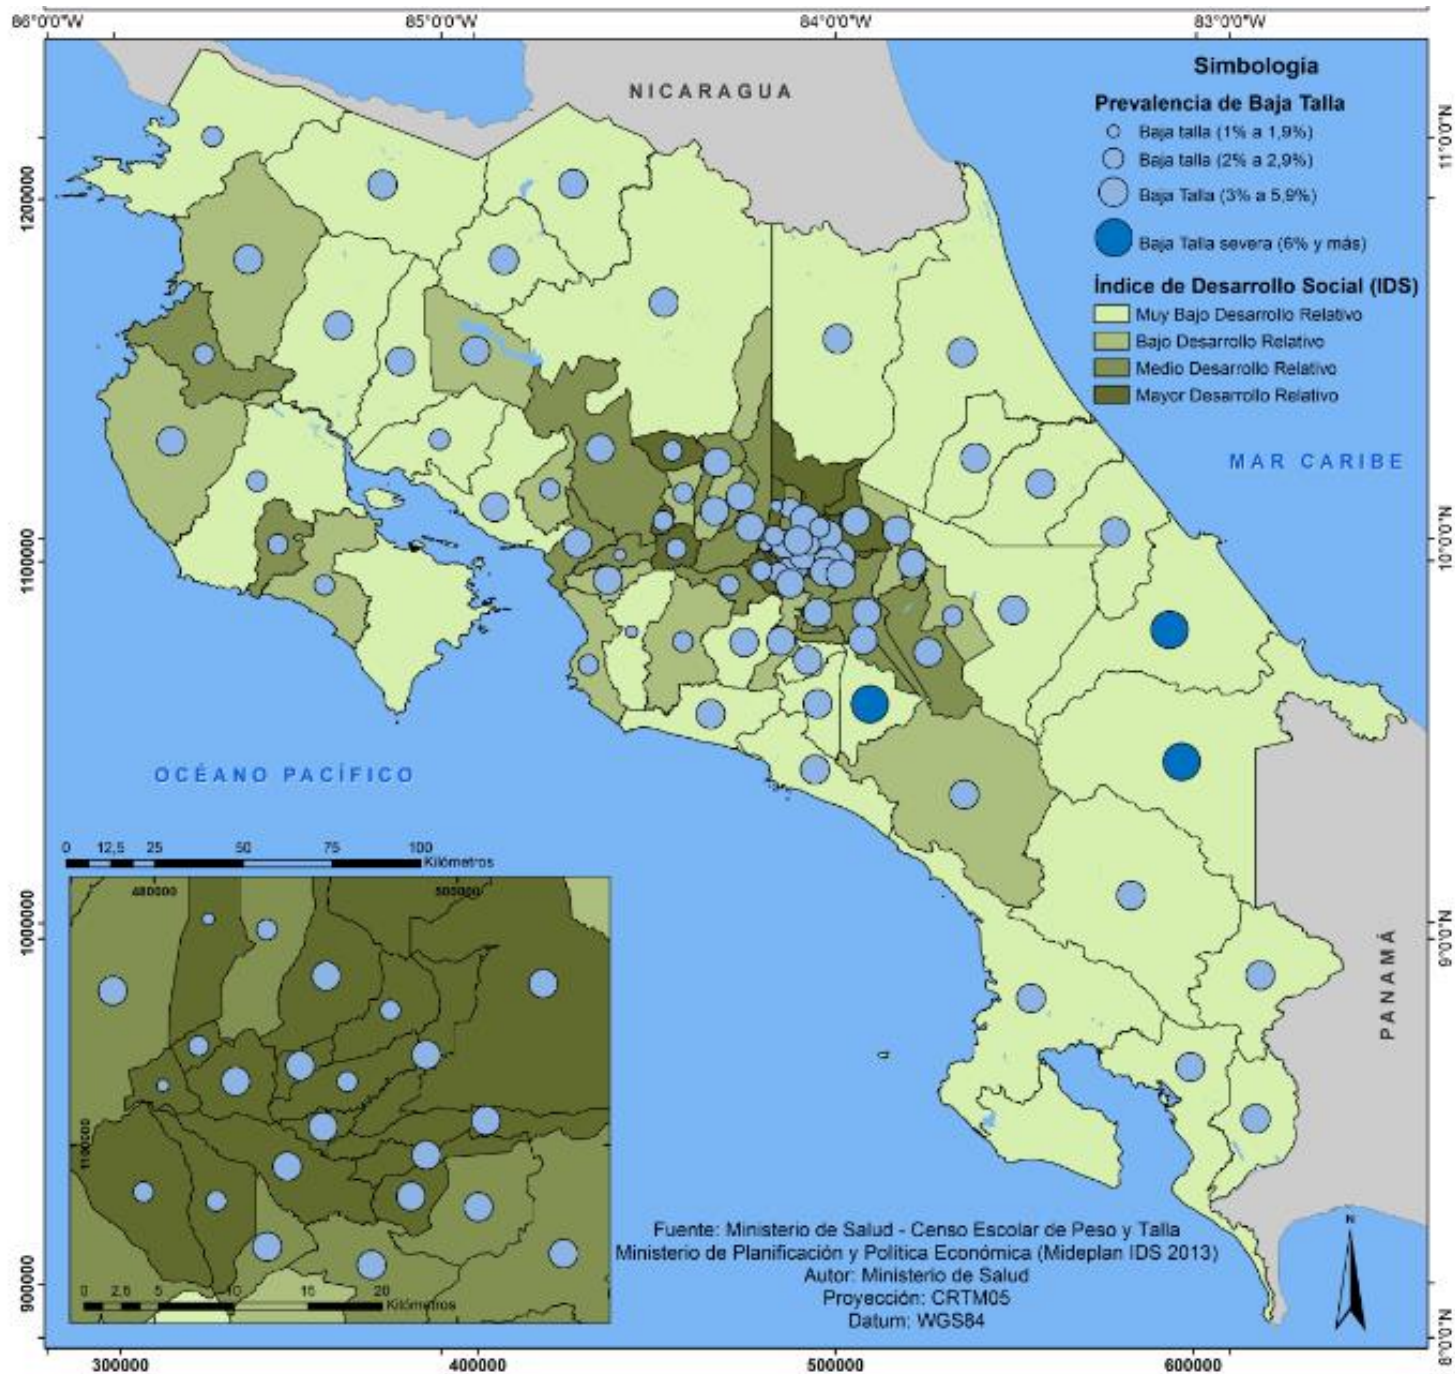 86°0'0"W 85°0'0"W 84°0'0"W 83°0'0"W
NICARAGUA
Simbologia
Prevalencia de Baja Talla
Baja talla (1% a 1,9%)
Baja talla (2% a 2,9%)
Baja Talla (3% a 5,9%)
Baja Talla severa (6% y más)
Índice de Desarrollo Social (IDS)
Muy Bajo Desarrollo Relativo
Bajo Desarrollo Relativo
Medio Desarrollo Relativo
Mayor Desarrollo Relativo
11°0'0"N
1200000
MAR CARIBE
10°0'0"N
1100000
OCÉANO PACÍFICO
0 12,5 25 50 75 100
Kilómetros
480000 500000
1000000
9°0'0"N
PANAMÁ
1100000
N
Fuente: Ministerio de Salud - Censo Escolar de Peso y Talla
Ministerio de Planificación y Política Económica (Mideplan IDS 2013)
Autor: Ministerio de Salud
Proyección: CRTM05
Datum: WGS84
0 2,5 5 10 15 20
Kilómetros
900000
8°0'0"N
300000 400000 500000 600000